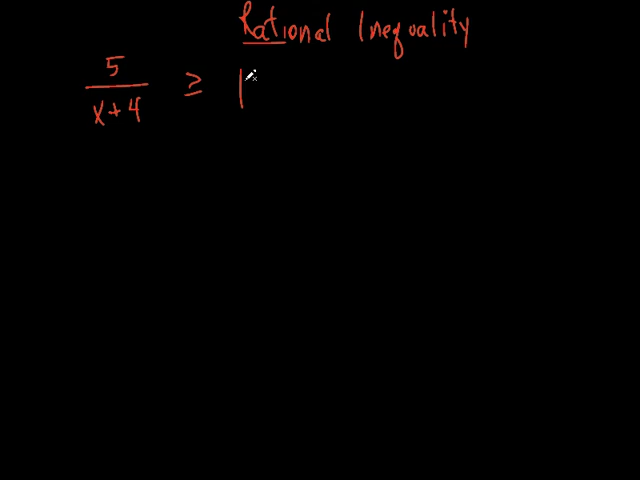 Rational Inequality
5/(x+4) ≥ 1